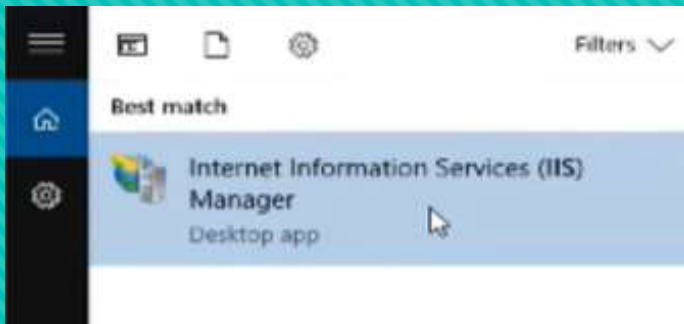 Filters
Best match
Internet Information Services (IIS)
Manager
Desktop app